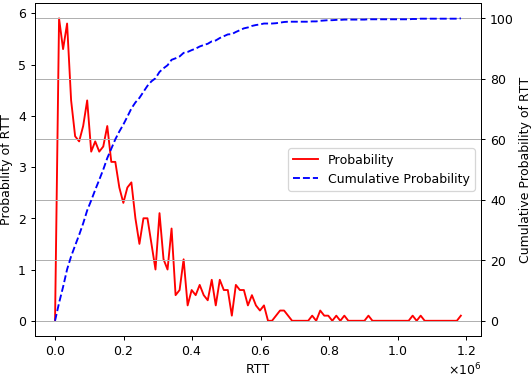 Probability of RTT
6
5
4
3
2
1
0
100
80
60
40
20
0
Cumulative Probability of RTT
Probability
Cumulative Probability
0.0 0.2 0.4 0.6 0.8 1.0 1.2
×10⁶
RTT